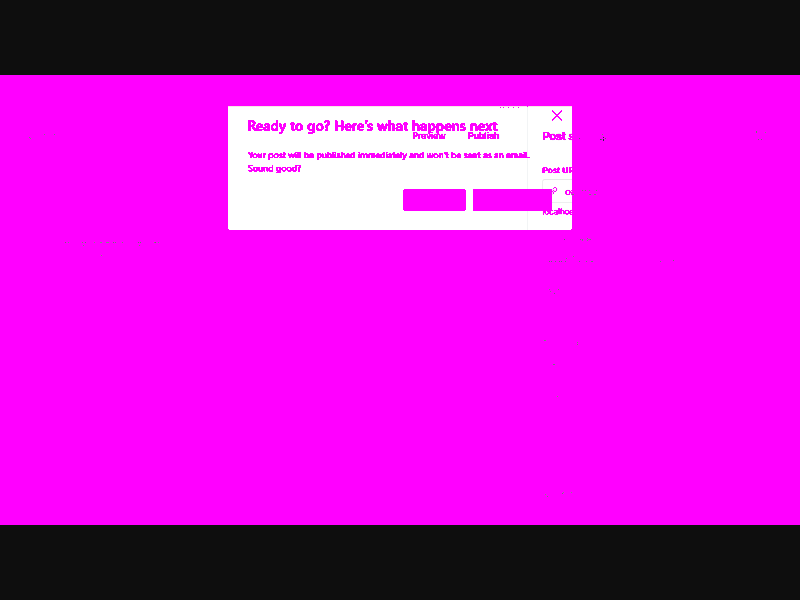 Ready to go? Here's what happens next
Preview Publish Post s
Your post will be published immediately and won't be sent as an email.
Sound good?
Post UR
localhos